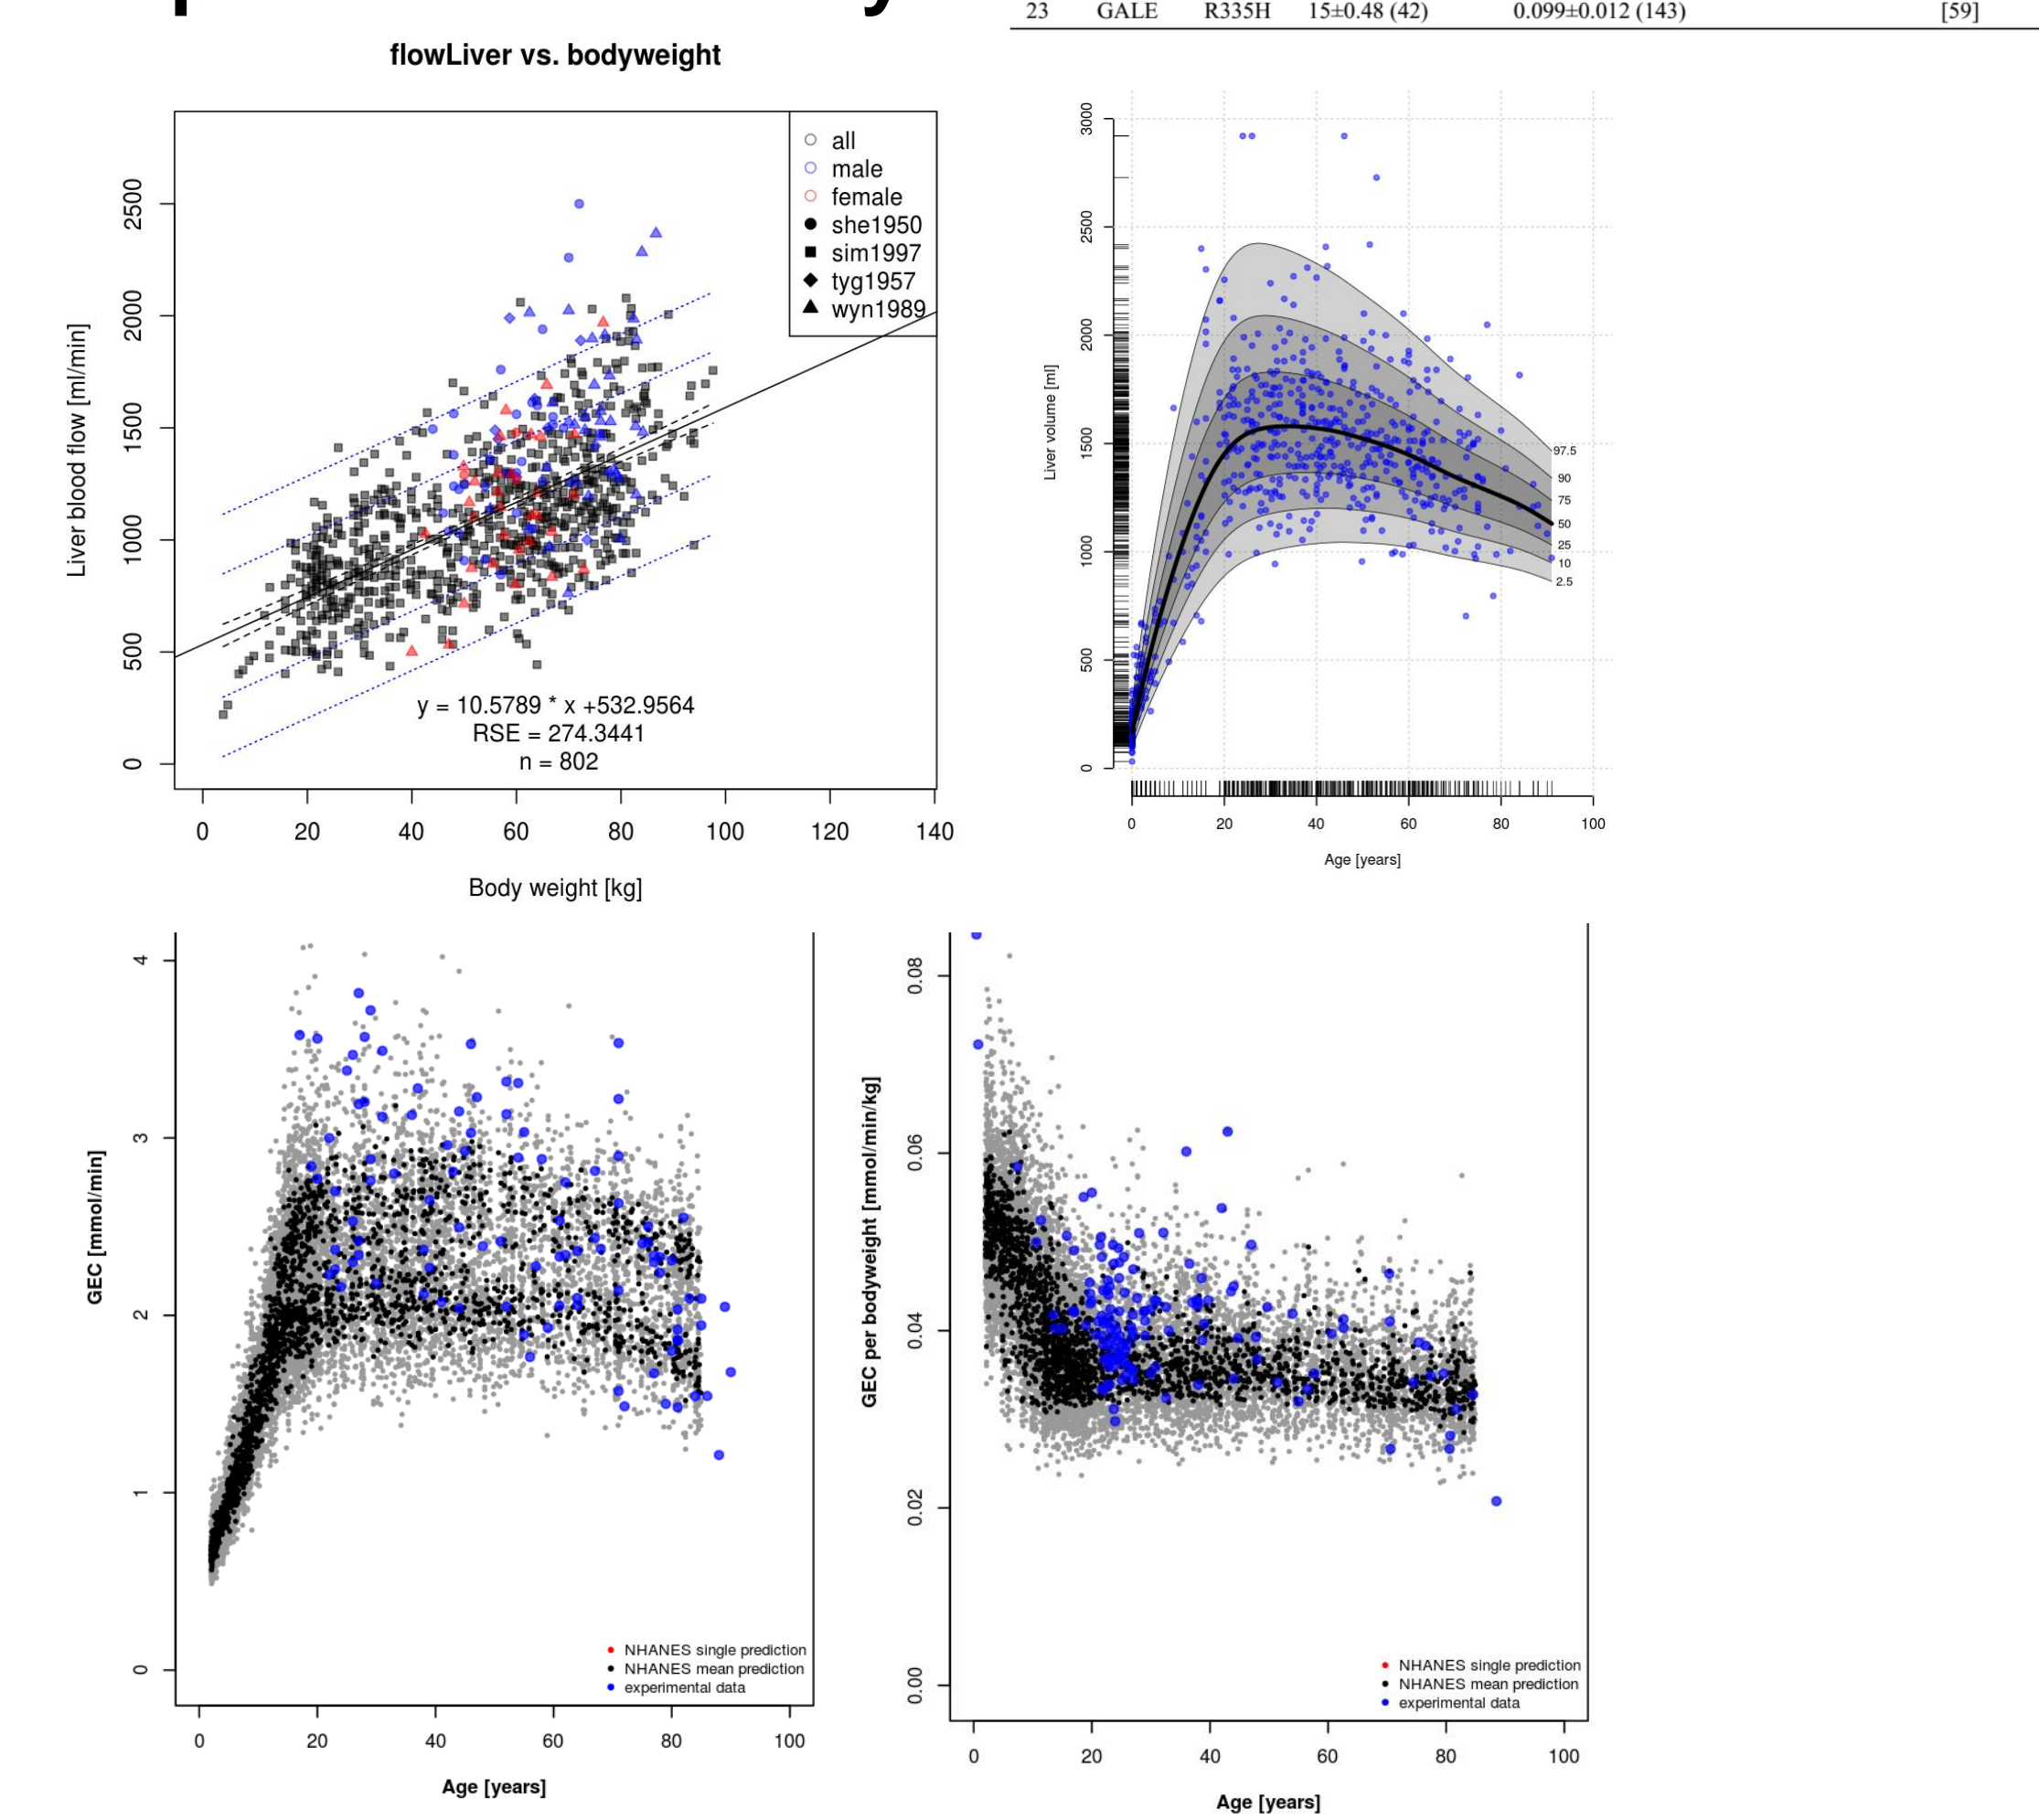 23 GALE R335H 15±0.48 (42) 0.099±0.012 (143) [59]
flowLiver vs. bodyweight
Liver blood flow [ml/min]
2500
2000
1500
1000
500
0
all
male
female
she1950
sim1997
tyg1957
wyn1989
y = 10.5789 * x +532.9564
RSE = 274.3441
n = 802
0 20 40 60 80 100 120 140
Body weight [kg]
Liver volume [ml]
3000
2500
2000
1500
1000
500
0
97.5
90
75
50
25
10
2.5
0 20 40 60 80 100
Age [years]
GEC [mmol/min]
4
3
2
1
0
NHANES single prediction
NHANES mean prediction
experimental data
0 20 40 60 80 100
Age [years]
GEC per bodyweight [mmol/min/kg]
0.08
0.06
0.04
0.02
0.00
NHANES single prediction
NHANES mean prediction
experimental data
0 20 40 60 80 100
Age [years]